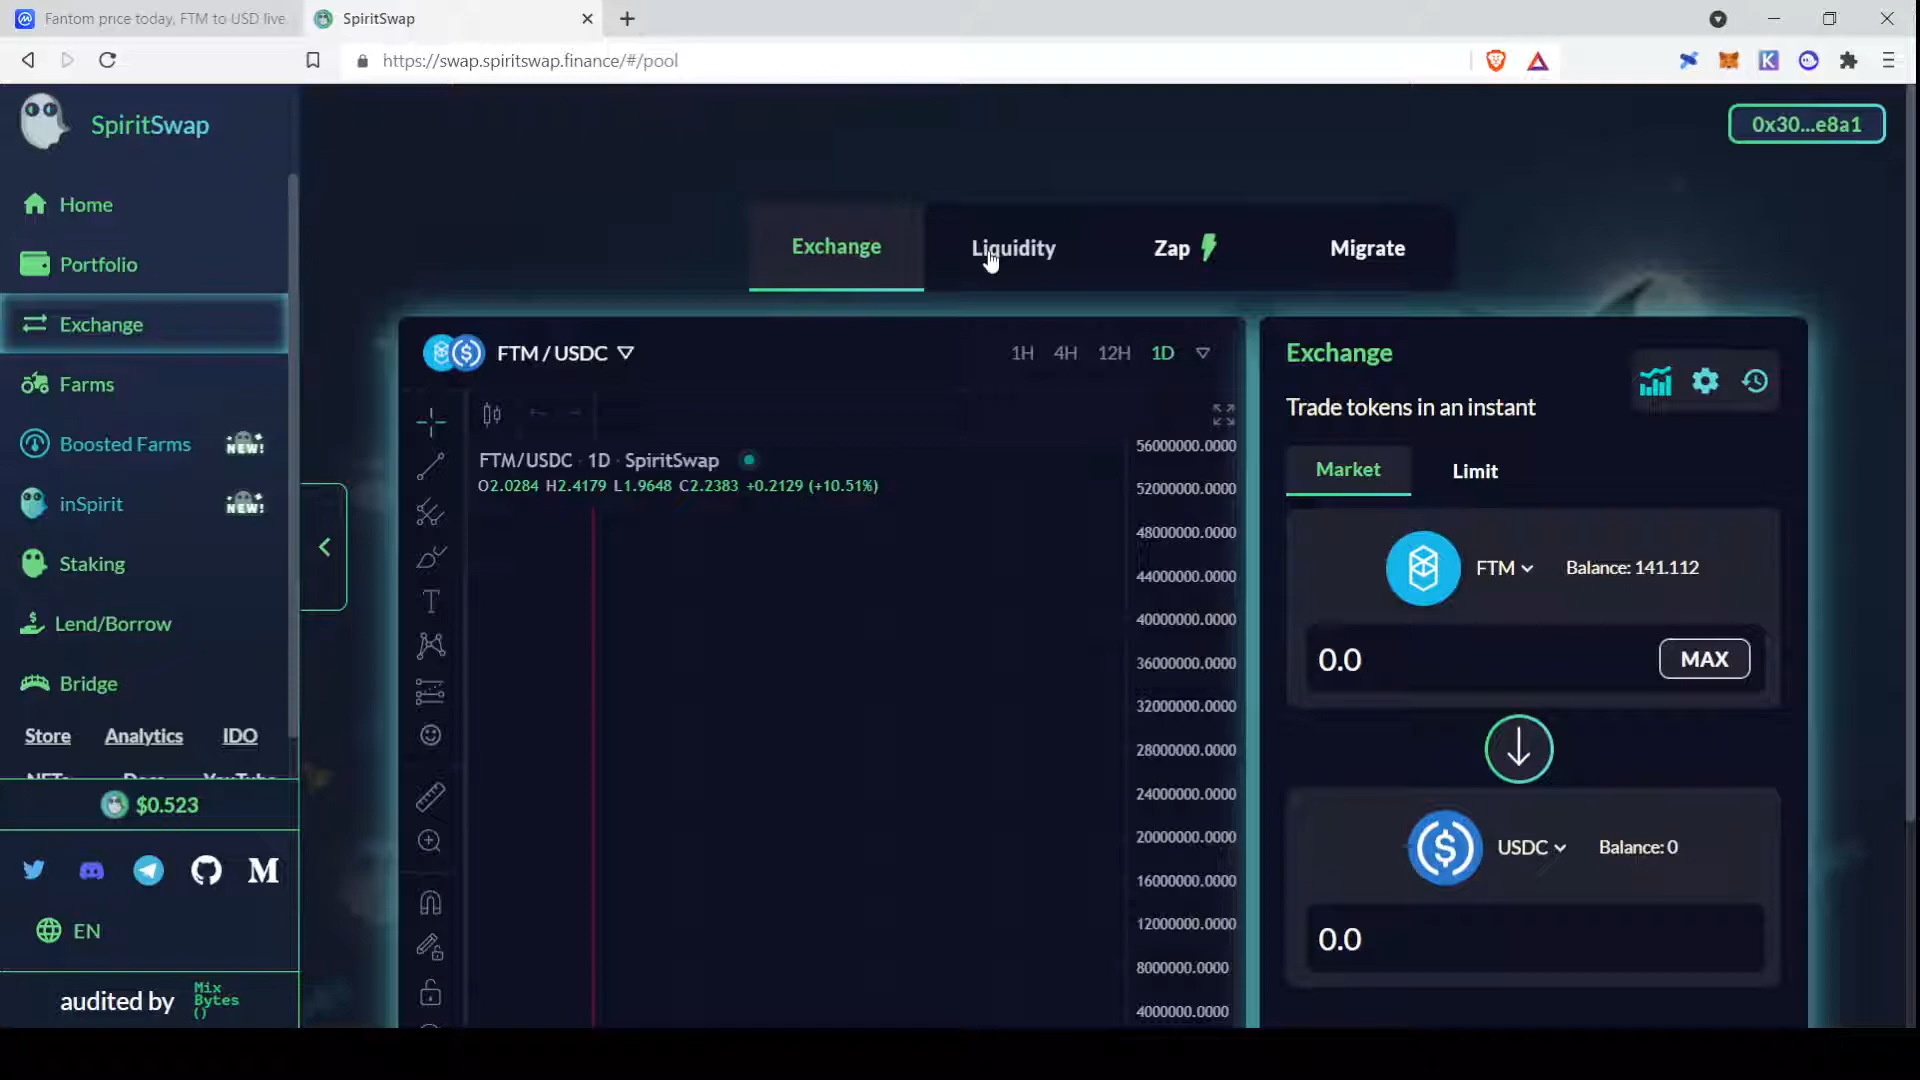 Fantom price today, FTM to USD live
SpiritSwap
https://swap.spiritswap.finance/#/pool
SpiritSwap
0x30...e8a1
Home
Portfolio
Exchange
Farms
Boosted Farms
NEW!
inSpirit
NEW!
Staking
Lend/Borrow
Bridge
Store
Analytics
IDO
NFTs
Docs
YouTube
$0.523
M
EN
audited by
Mix
Bytes
()
Exchange
Liquidity
Zap
Migrate
FTM / USDC
1H
4H
12H
1D
FTM/USDC · 1D · SpiritSwap
O2.0284 H2.4179 L1.9648 C2.2383 +0.2129 (+10.51%)
56000000.0000
52000000.0000
48000000.0000
44000000.0000
40000000.0000
36000000.0000
32000000.0000
28000000.0000
24000000.0000
20000000.0000
16000000.0000
12000000.0000
8000000.0000
4000000.0000
Exchange
Trade tokens in an instant
Market
Limit
FTM
Balance: 141.112
0.0
MAX
USDC
Balance: 0
0.0